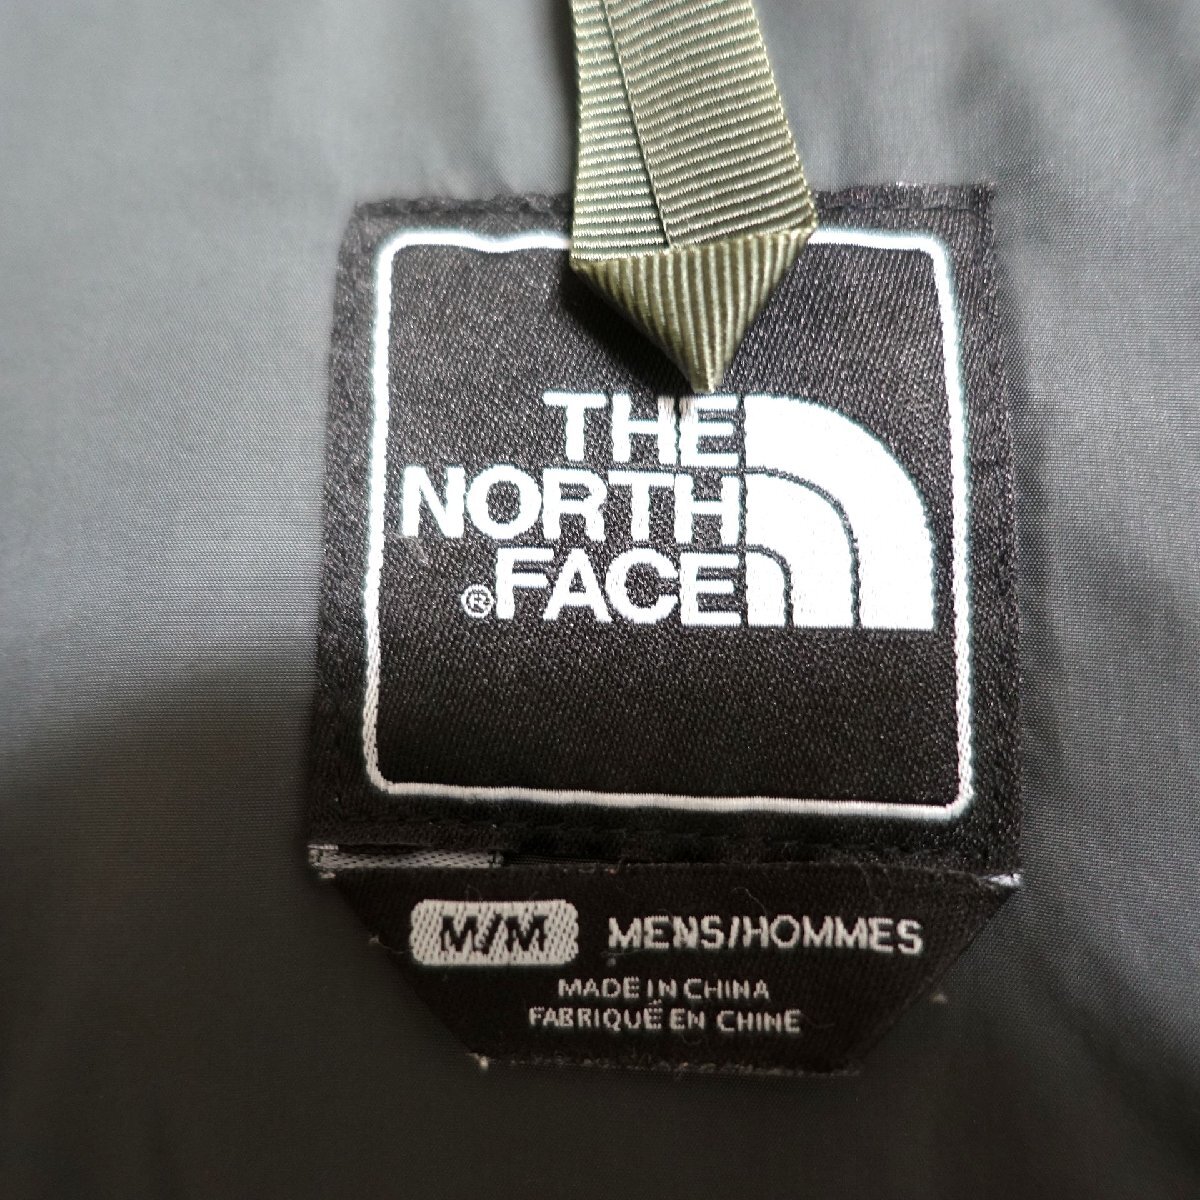 THE
NORTH
®FACE
M/M MENS/HOMMES
MADE IN CHINA
FABRIQUÉ EN CHINE